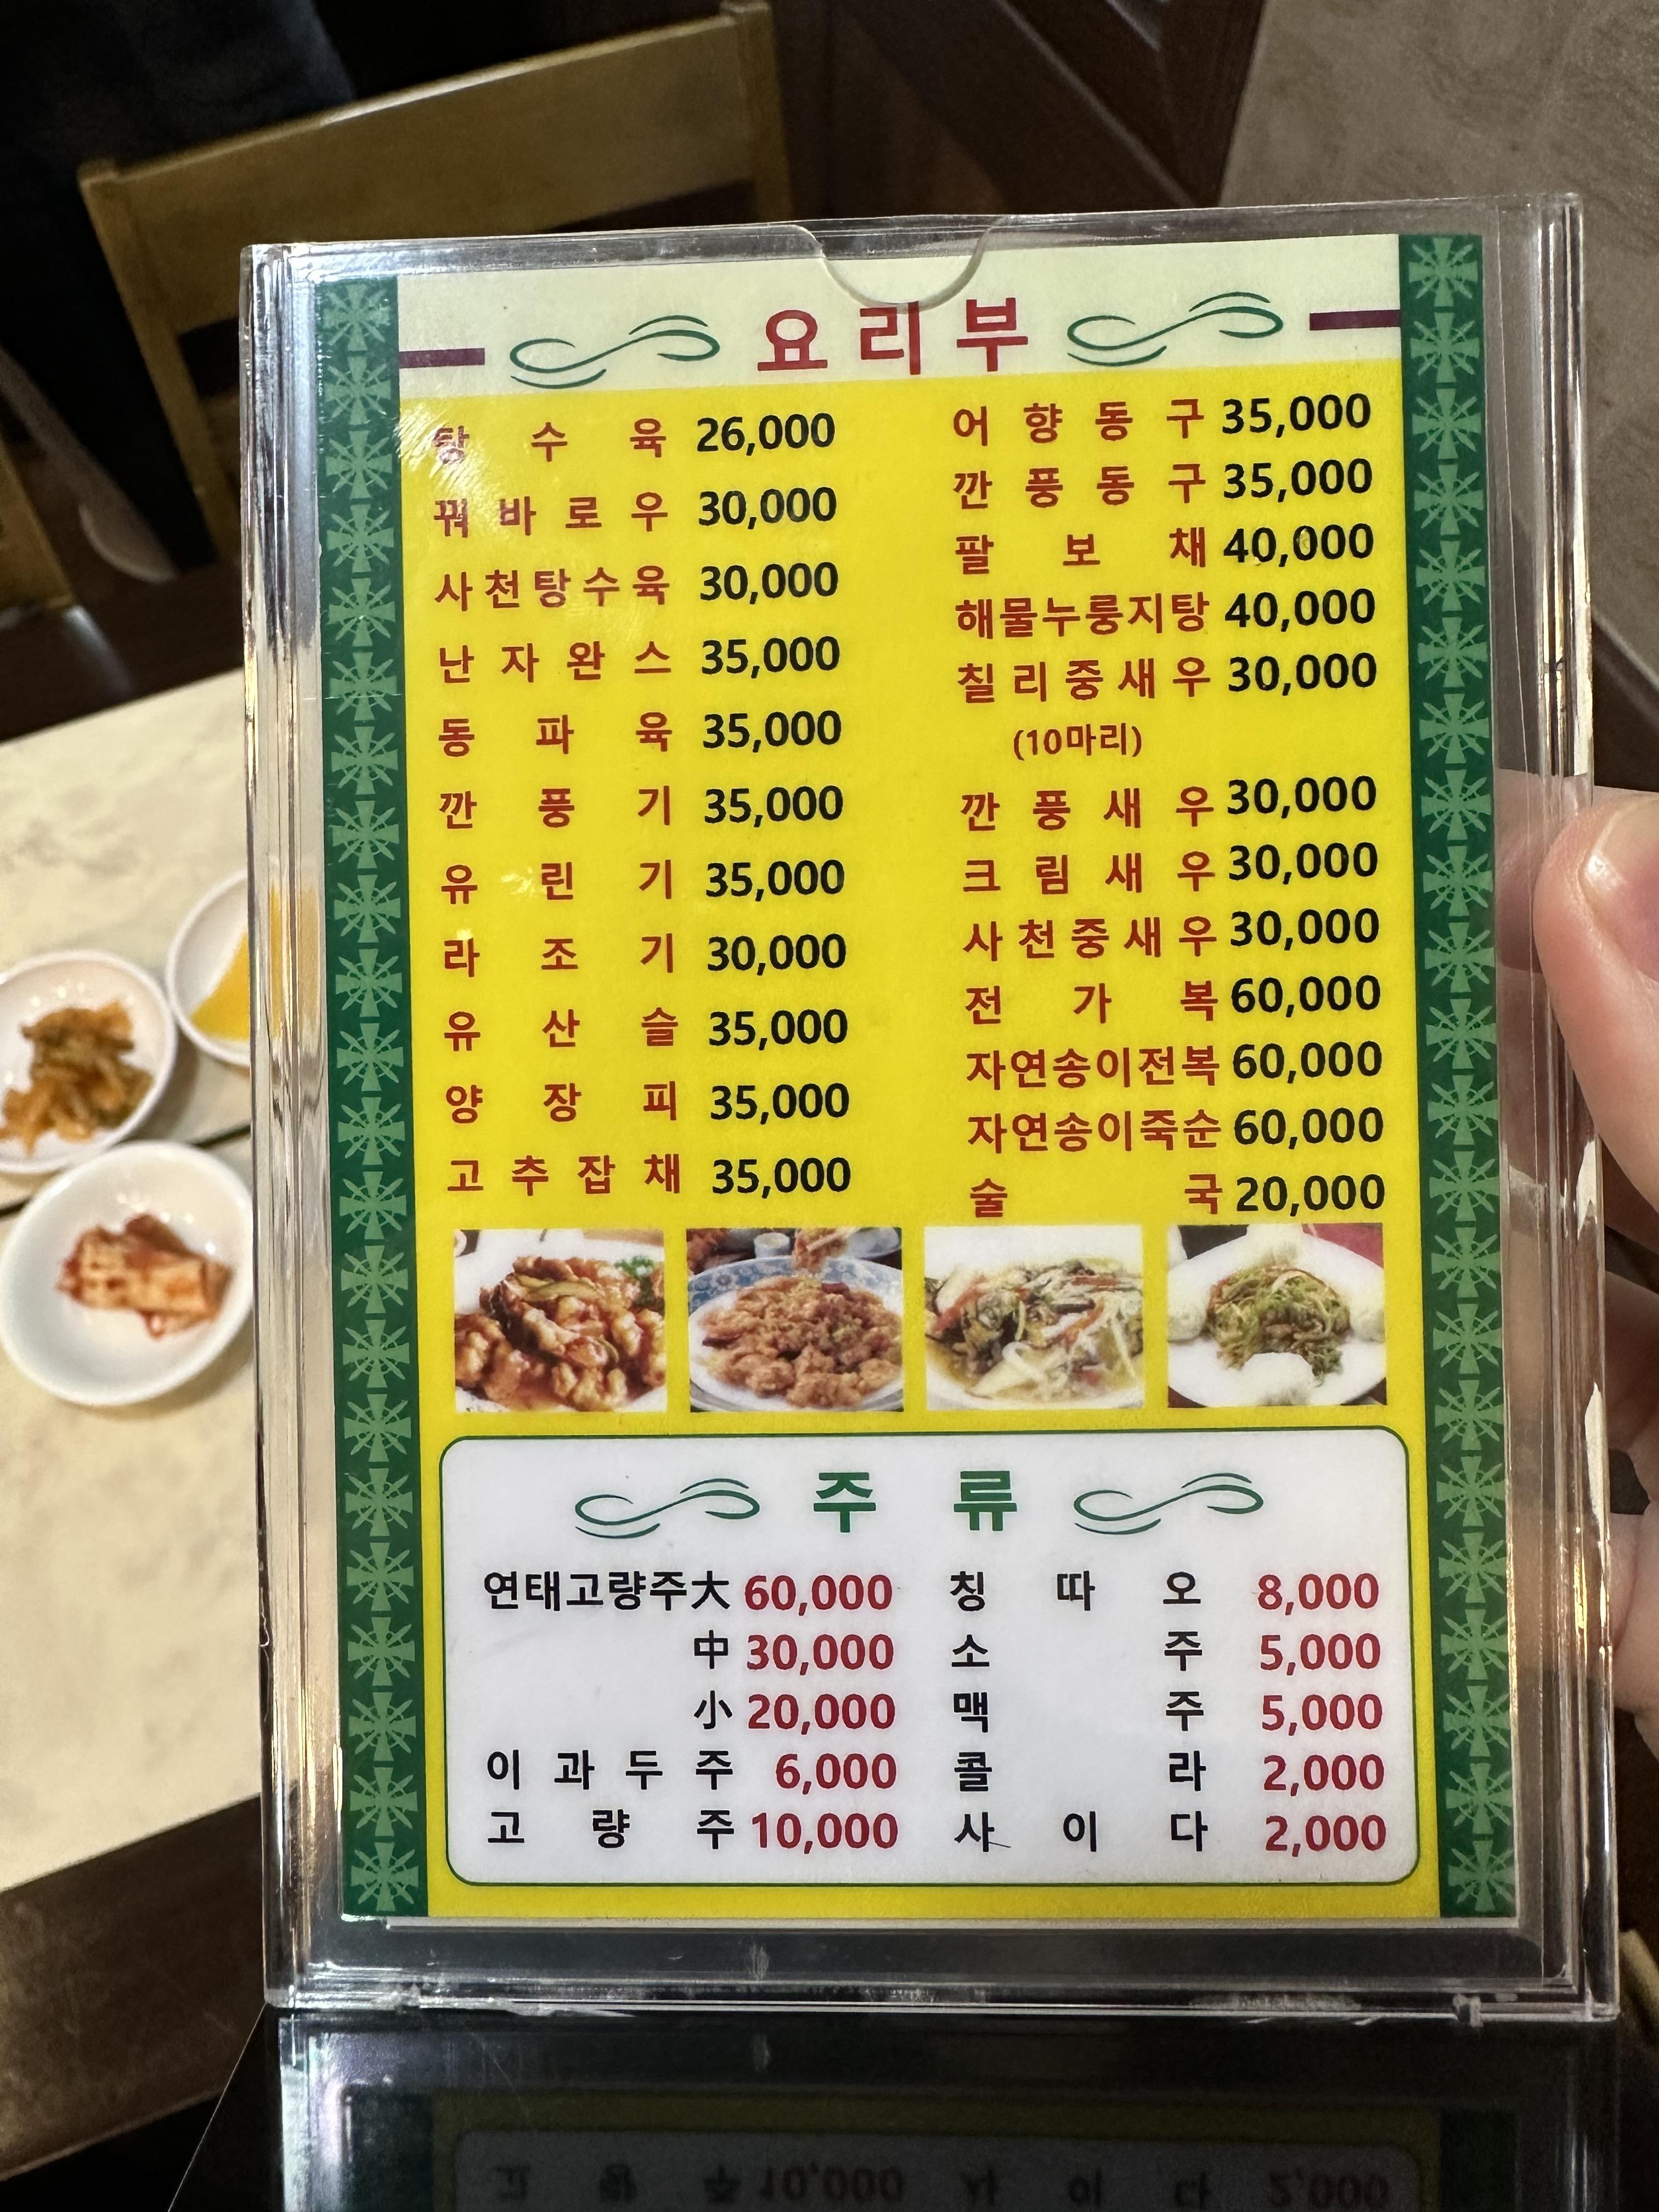 요리부
탕수육 26,000
꿔바로우 30,000
사천탕수육 30,000
난자완스 35,000
동파육 35,000
깐풍기 35,000
유린기 35,000
라조기 30,000
유산슬 35,000
양장피 35,000
고추잡채 35,000
어향동구 35,000
깐풍동구 35,000
팔보채 40,000
해물누룽지탕 40,000
칠리중새우 30,000
(10마리)
깐풍새우 30,000
크림새우 30,000
사천중새우 30,000
전가복 60,000
자연송이전복 60,000
자연송이죽순 60,000
술국 20,000
주류
연태고량주大 60,000
中 30,000
小 20,000
이과두주 6,000
고량주 10,000
칭따오 8,000
소주 5,000
맥주 5,000
콜라 2,000
사이다 2,000